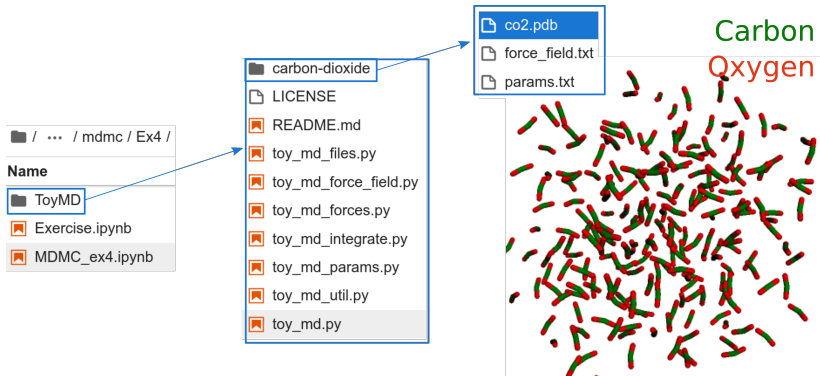 / ... / mdmc / Ex4 /
Name
ToyMD
Exercise.ipynb
MDMC_ex4.ipynb
carbon-dioxide
LICENSE
README.md
toy_md_files.py
toy_md_force_field.py
toy_md_forces.py
toy_md_integrate.py
toy_md_params.py
toy_md_util.py
toy_md.py
co2.pdb
force_field.txt
params.txt
Carbon
Oxygen